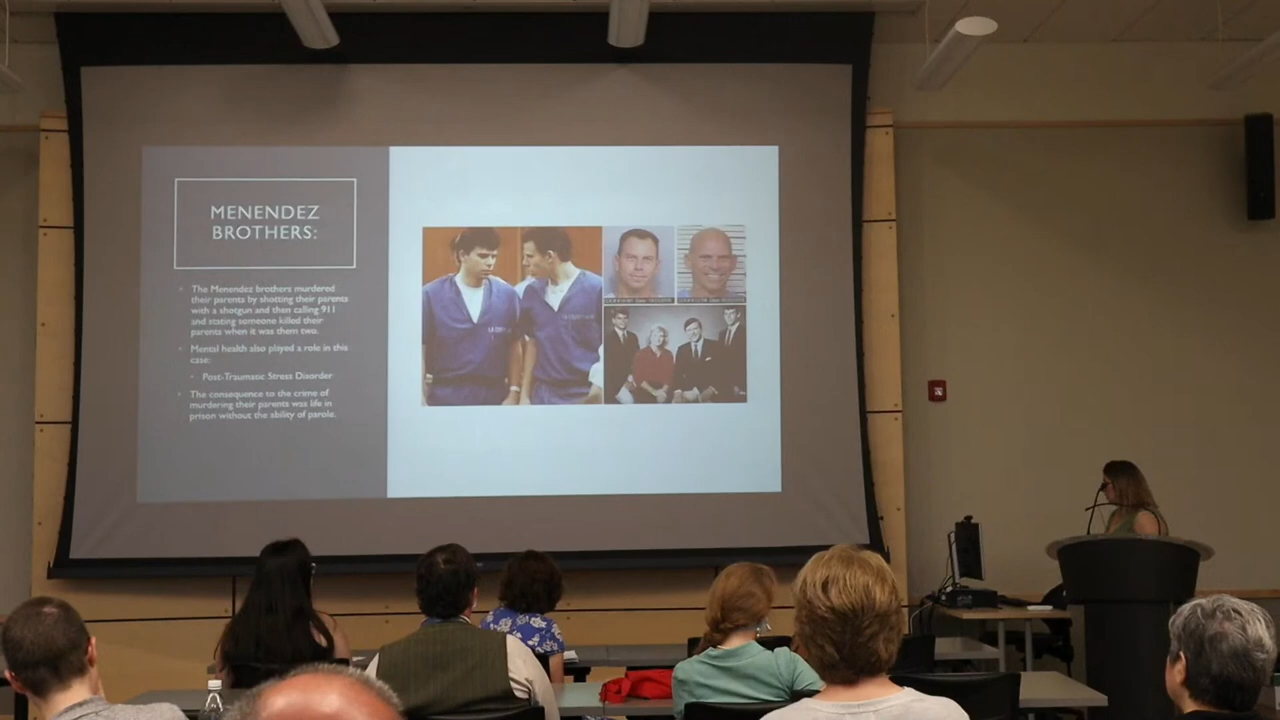 MENENDEZ
BROTHERS:
The Menendez brothers murdered
their parents by shotting their parents
with a shotgun and then calling 911
and stating someone killed their
parents when it was them two.
Mental health also played a role in this
case:
Post-Traumatic Stress Disorder
The consequence to the crime of
murdering their parents was life in
prison without the ability of parole.